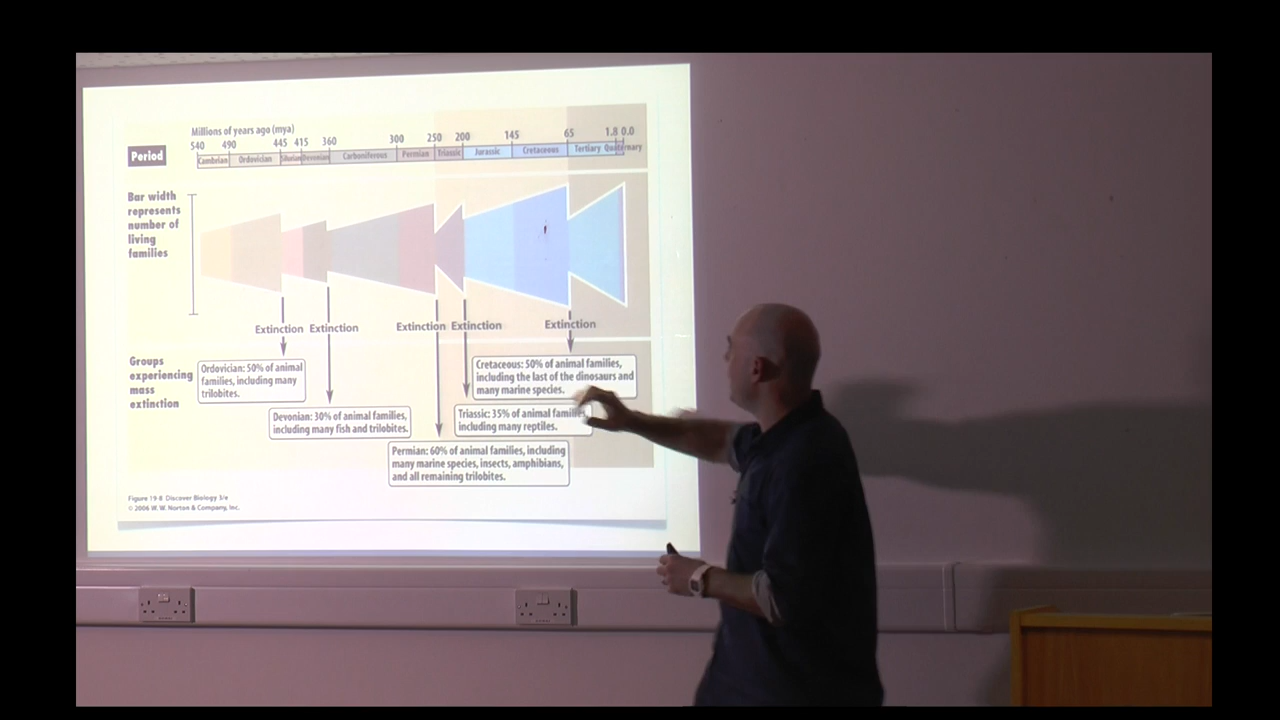 Millions of years ago (mya)
540 490 445 415 360 300 250 200 145 65 1.8 0.0
Period
Cambrian Ordovician Silurian Devonian Carboniferous Permian Triassic Jurassic Cretaceous Tertiary Quaternary
Bar width
represents
number of
living
families
Extinction Extinction Extinction Extinction Extinction
Groups
experiencing
mass
extinction
Ordovician: 50% of animal
families, including many
trilobites.
Devonian: 30% of animal families,
including many fish and trilobites.
Permian: 60% of animal families, including
many marine species, insects, amphibians,
and all remaining trilobites.
Triassic: 35% of animal families,
including many reptiles.
Cretaceous: 50% of animal families,
including the last of the dinosaurs and
many marine species.
Figure 19-8 Discover Biology 3/e
© 2006 W. W. Norton & Company, Inc.